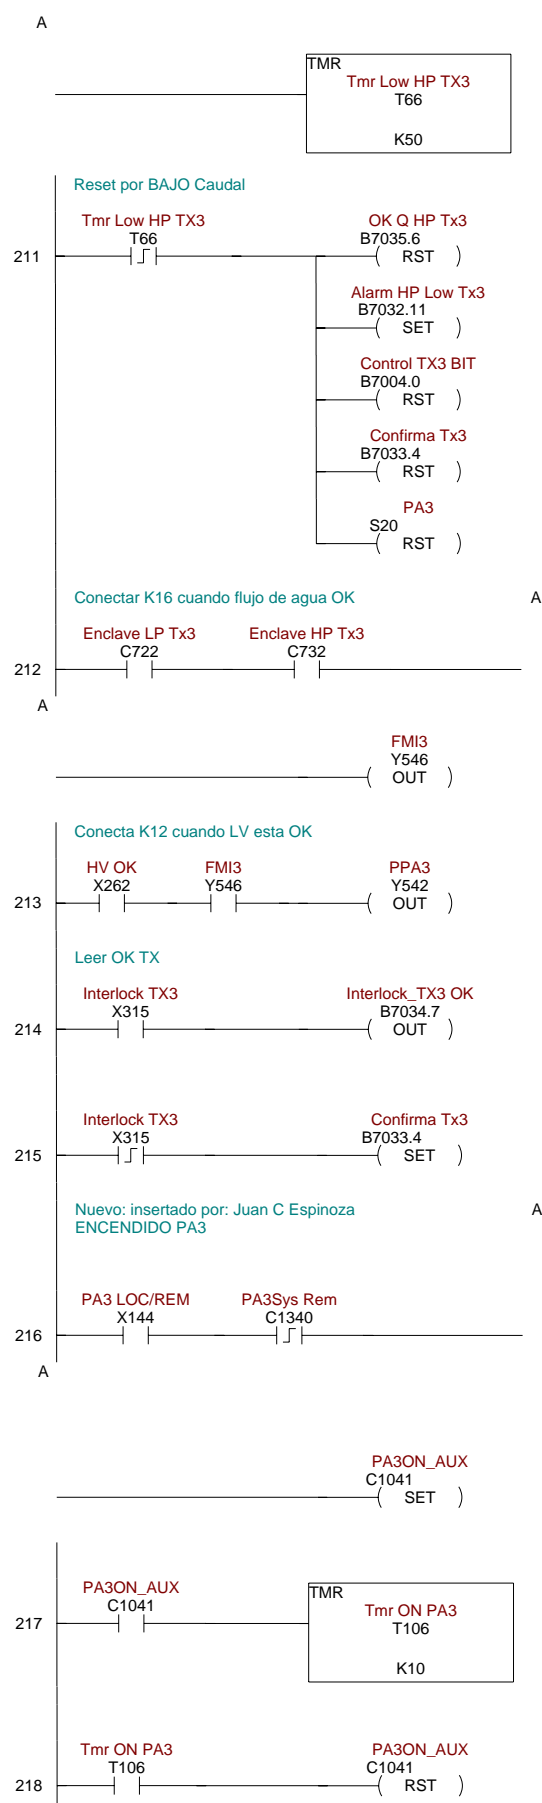 A
TMR
Tmr Low HP TX3
T66
K50
Reset por BAJO Caudal
Tmr Low HP TX3
T66
OK Q HP Tx3
B7035.6
211
RST
Alarm HP Low Tx3
B7032.11
SET
Control TX3 BIT
B7004.0
RST
Confirma Tx3
B7033.4
RST
PA3
S20
RST
Conectar K16 cuando flujo de agua OK
A
Enclave LP Tx3
C722
Enclave HP Tx3
C732
212
A
FMI3
Y546
OUT
Conecta K12 cuando LV esta OK
HV OK
X262
FMI3
Y546
PPA3
Y542
213
OUT
Leer OK TX
Interlock TX3
X315
Interlock_TX3 OK
B7034.7
214
OUT
Interlock TX3
X315
Confirma Tx3
B7033.4
215
SET
Nuevo: insertado por: Juan C Espinoza
A
ENCENDIDO PA3
PA3 LOC/REM
X144
PA3Sys Rem
C1340
216
A
PA3ON_AUX
C1041
SET
PA3ON_AUX
C1041
TMR
Tmr ON PA3
T106
217
K10
Tmr ON PA3
T106
PA3ON_AUX
C1041
218
RST